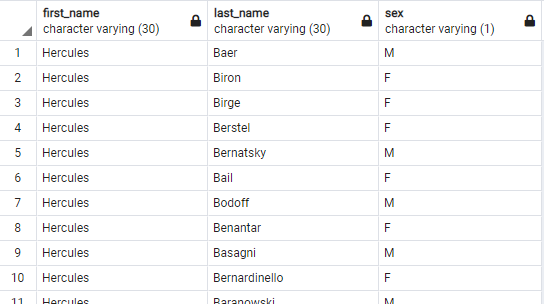 first_name last_name sex
character varying (30) character varying (30) character varying (1)
1 Hercules Baer M
2 Hercules Biron F
3 Hercules Birge F
4 Hercules Berstel F
5 Hercules Bernatsky M
6 Hercules Bail F
7 Hercules Bodoff M
8 Hercules Benantar F
9 Hercules Basagni M
10 Hercules Bernardinello F
11 Hercules Baranowski M